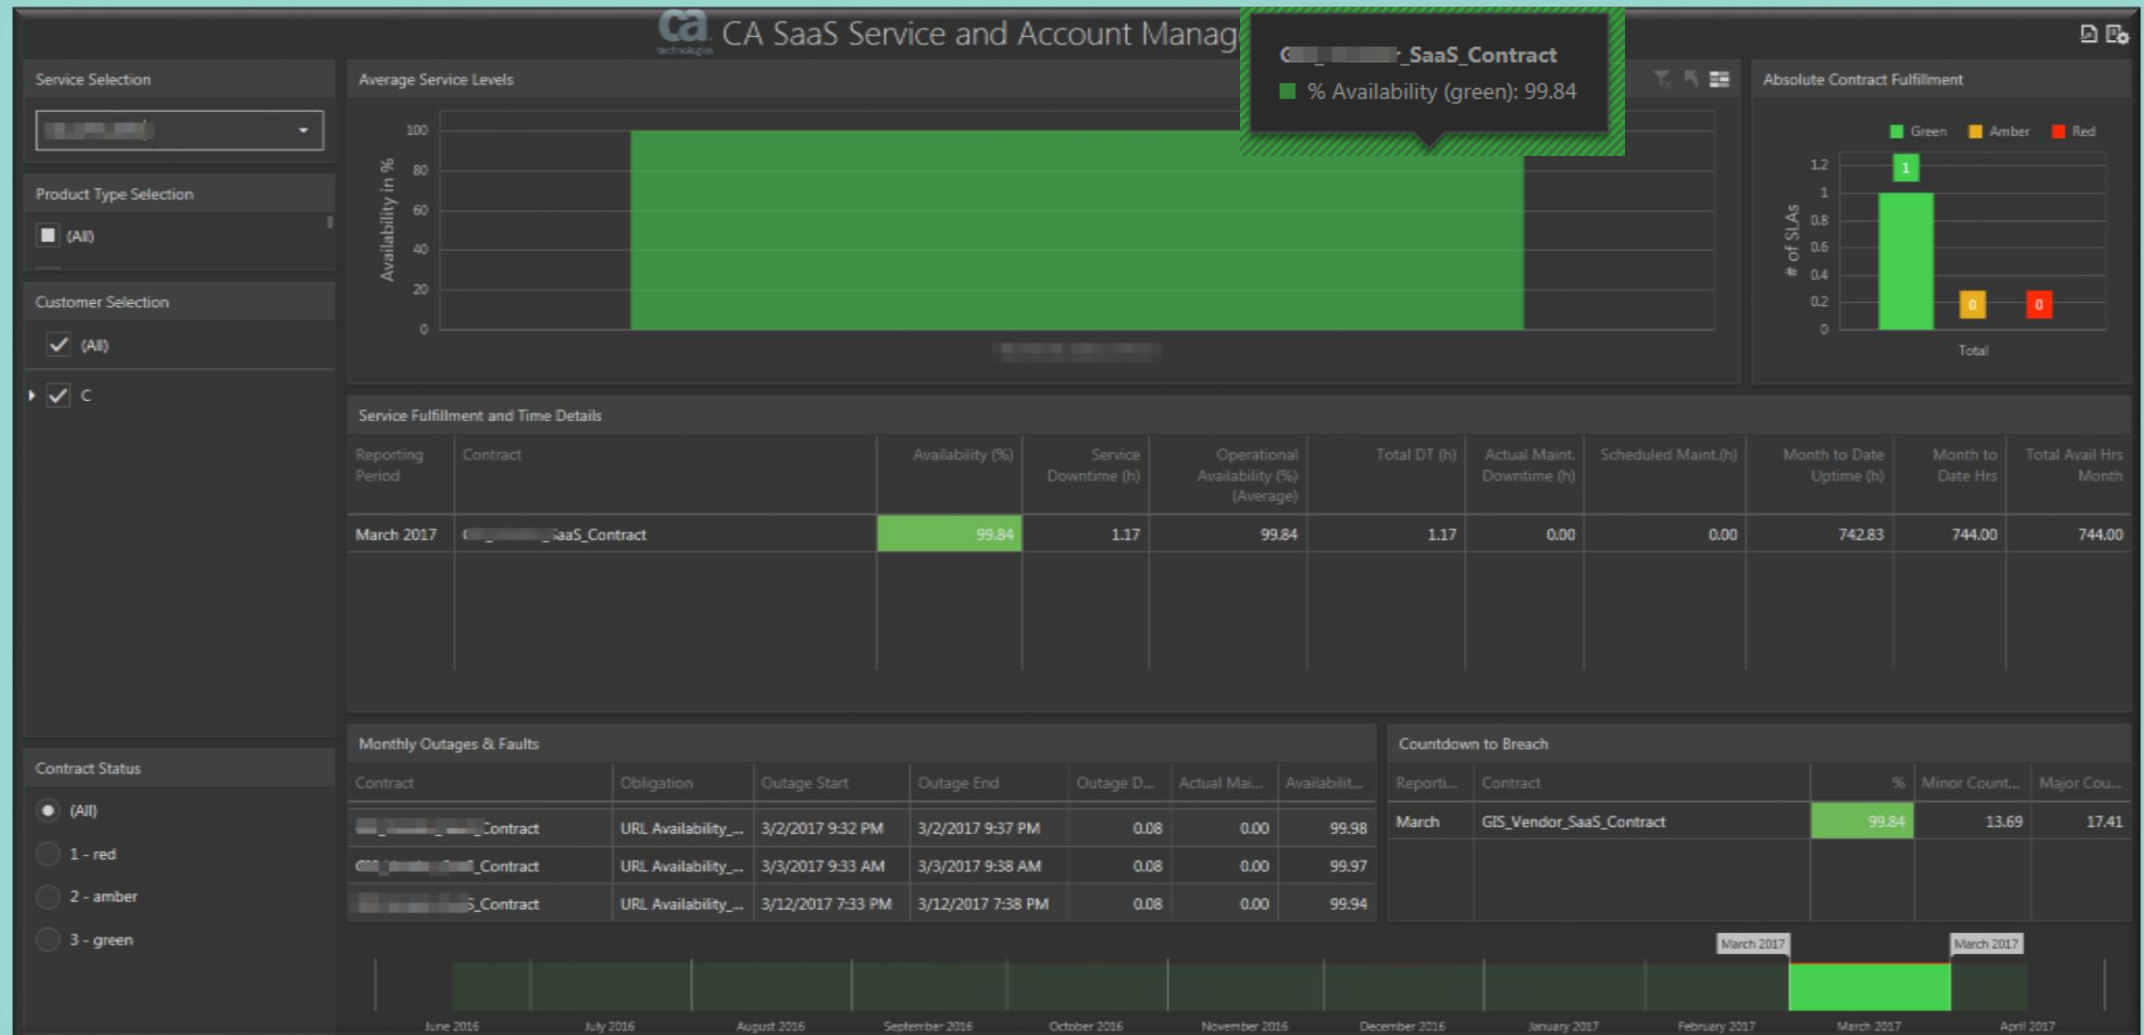 ca
technologies
CA SaaS Service and Account Manag
_SaaS_Contract
% Availability (green): 99.84
Service Selection
Product Type Selection
(All)
Customer Selection
(All)
C
Contract Status
(All)
1 - red
2 - amber
3 - green
Average Service Levels
Availability in %
100
80
60
40
20
0
Absolute Contract Fulfillment
Green Amber Red
# of SLAs
1.2
1
0.8
0.6
0.4
0.2
0
1
0
0
Total
Service Fulfillment and Time Details
Reporting Period Contract Availability (%) Service Downtime (h) Operational Availability (%) (Average) Total DT (h) Actual Maint. Downtime (h) Scheduled Maint.(h) Month to Date Uptime (h) Month to Date Hrs Total Avail Hrs Month
March 2017 _SaaS_Contract 99.84 1.17 99.84 1.17 0.00 0.00 742.83 744.00 744.00
Monthly Outages & Faults
Contract Obligation Outage Start Outage End Outage D... Actual Mai... Availabilit...
_Contract URL Availability_... 3/2/2017 9:32 PM 3/2/2017 9:37 PM 0.08 0.00 99.98
_Contract URL Availability_... 3/3/2017 9:33 AM 3/3/2017 9:38 AM 0.08 0.00 99.97
S_Contract URL Availability_... 3/12/2017 7:33 PM 3/12/2017 7:38 PM 0.08 0.00 99.94
Countdown to Breach
Reporti... Contract % Minor Count... Major Cou...
March GIS_Vendor_SaaS_Contract 99.84 13.69 17.41
March 2017 March 2017
June 2016 July 2016 August 2016 September 2016 October 2016 November 2016 December 2016 January 2017 February 2017 March 2017 April 2017